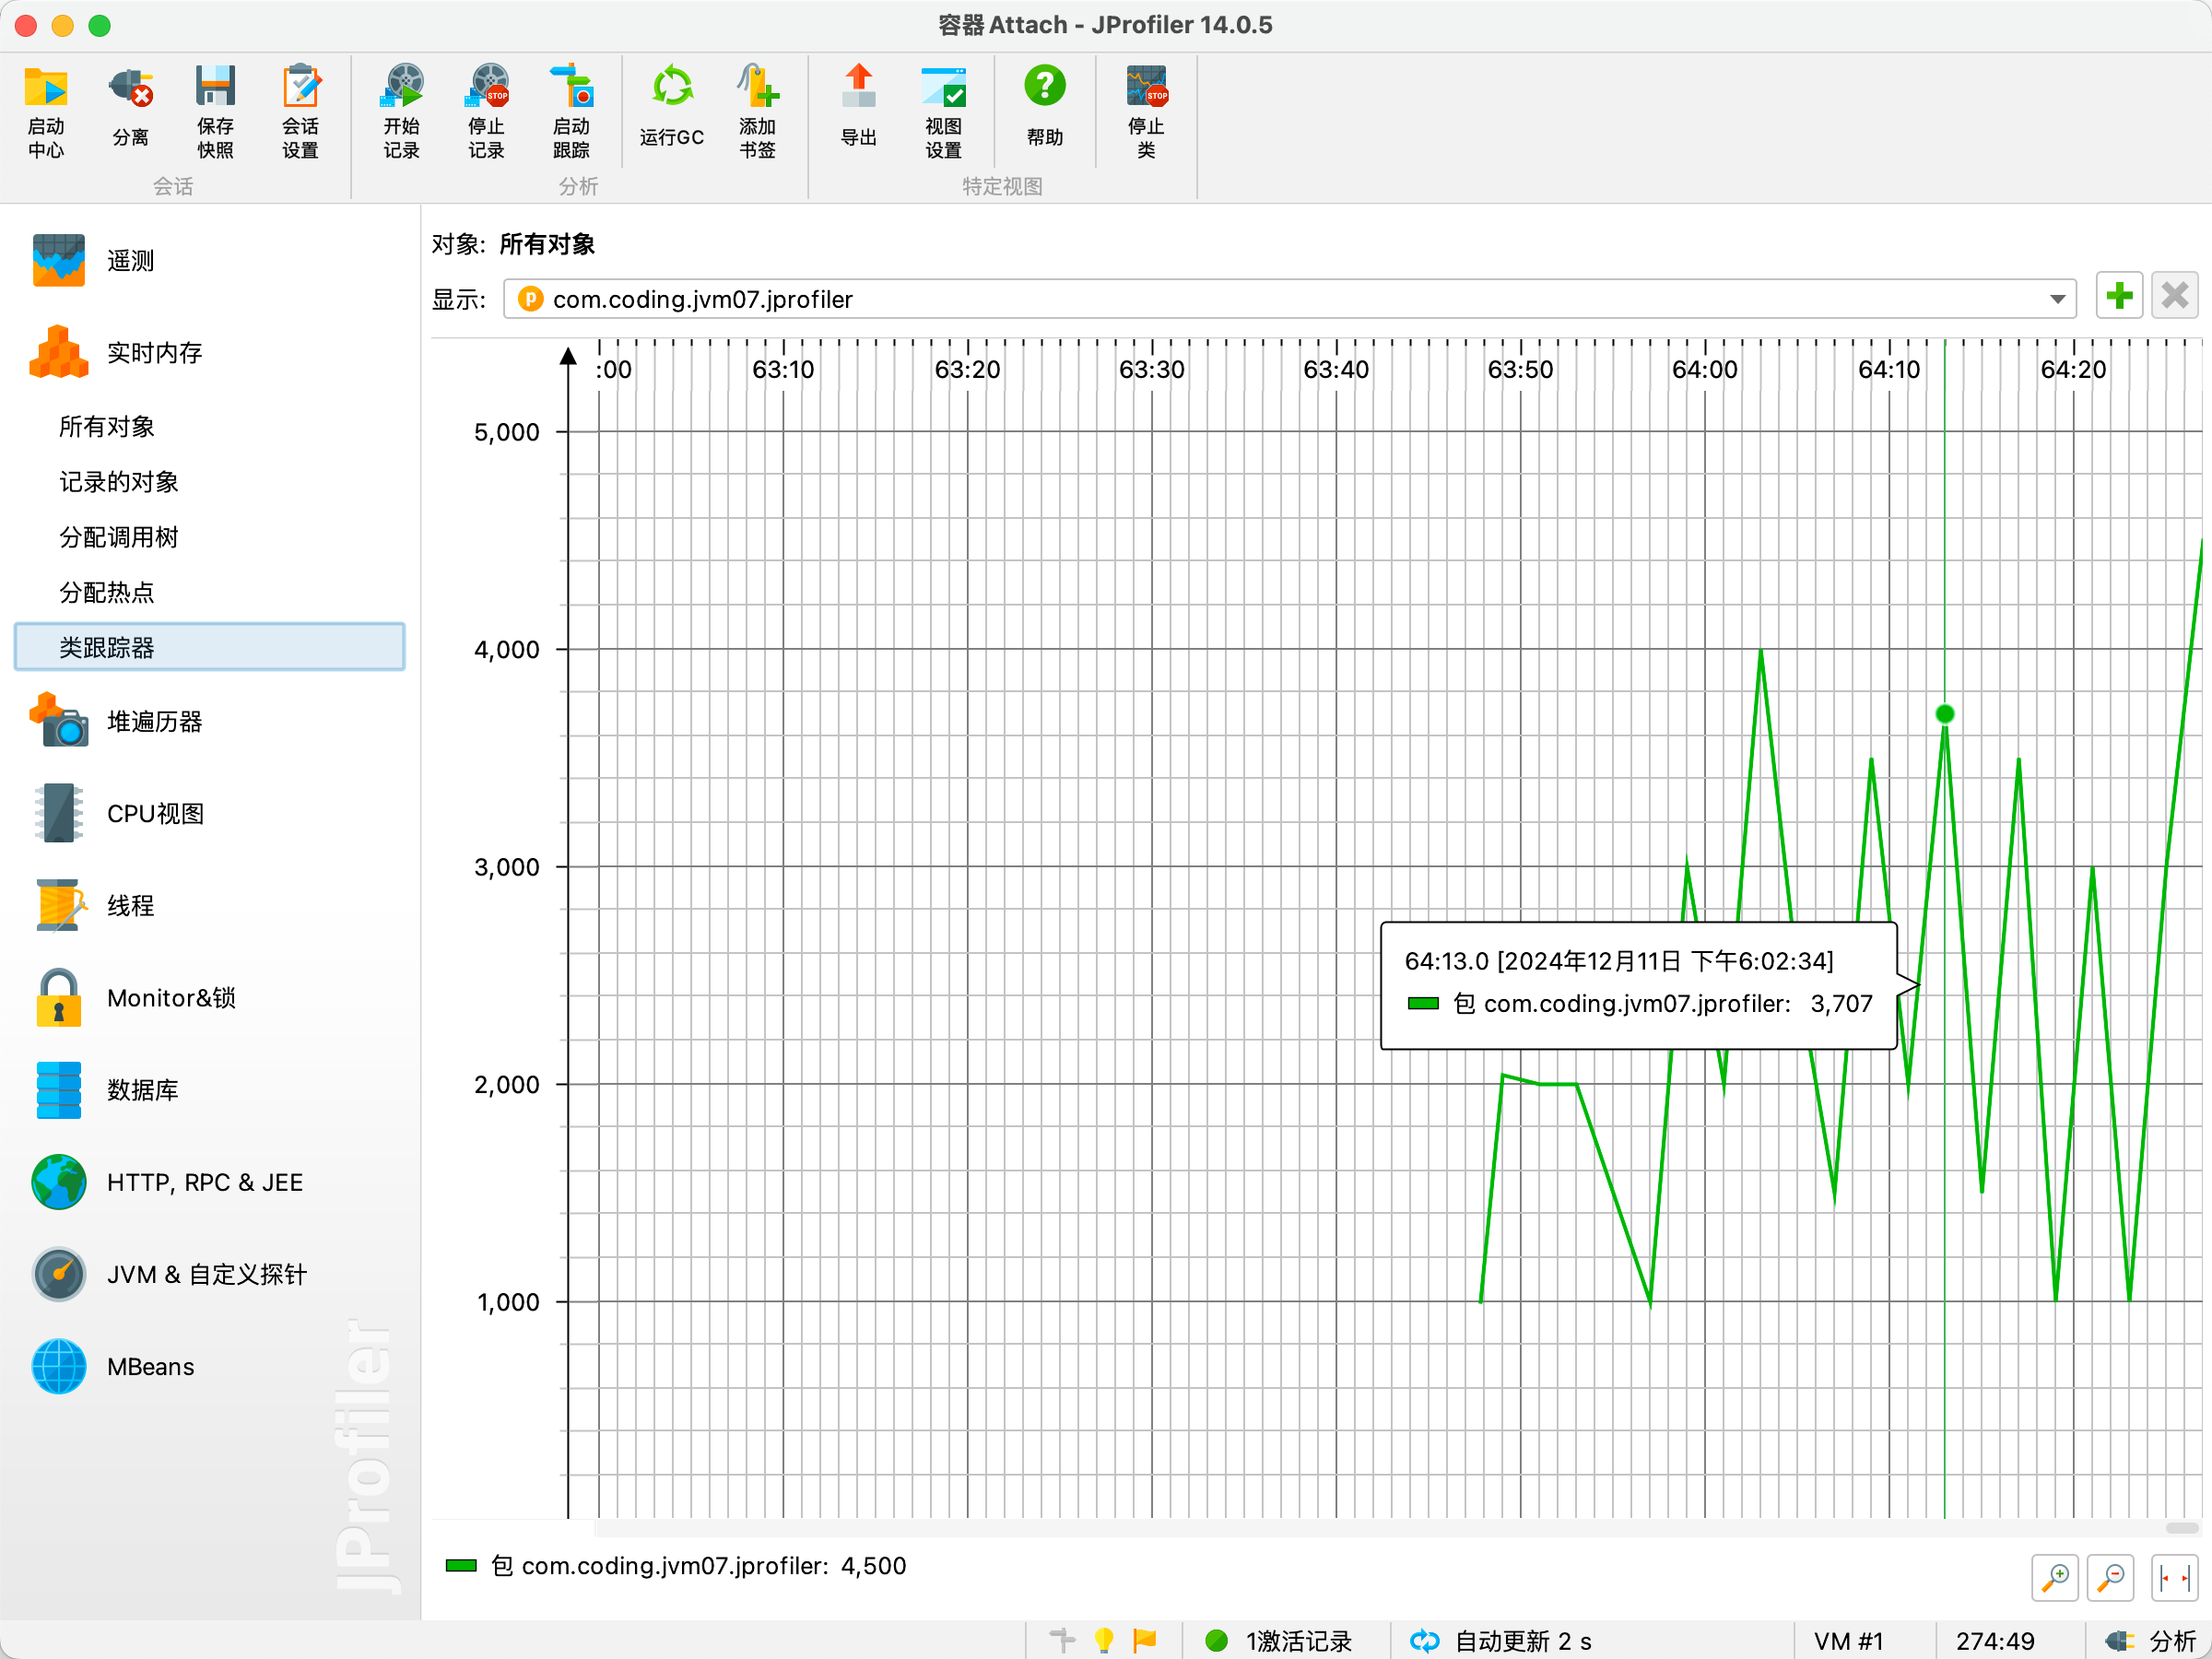 容器 Attach - JProfiler 14.0.5
启动
中心
分离
保存
快照
会话
设置
开始
记录
停止
记录
启动
跟踪
运行GC
添加
书签
导出
视图
设置
帮助
停止
类
会话
分析
特定视图
遥测
实时内存
所有对象
记录的对象
分配调用树
分配热点
类跟踪器
堆遍历器
CPU视图
线程
Monitor&锁
数据库
HTTP, RPC & JEE
JVM & 自定义探针
MBeans
JProfiler
对象: 所有对象
显示: p com.coding.jvm07.jprofiler
:00 63:10 63:20 63:30 63:40 63:50 64:00 64:10 64:20
5,000
4,000
3,000
2,000
1,000
64:13.0 [2024年12月11日 下午6:02:34]
包 com.coding.jvm07.jprofiler: 3,707
包 com.coding.jvm07.jprofiler: 4,500
1激活记录 自动更新 2 s VM #1 274:49 分析